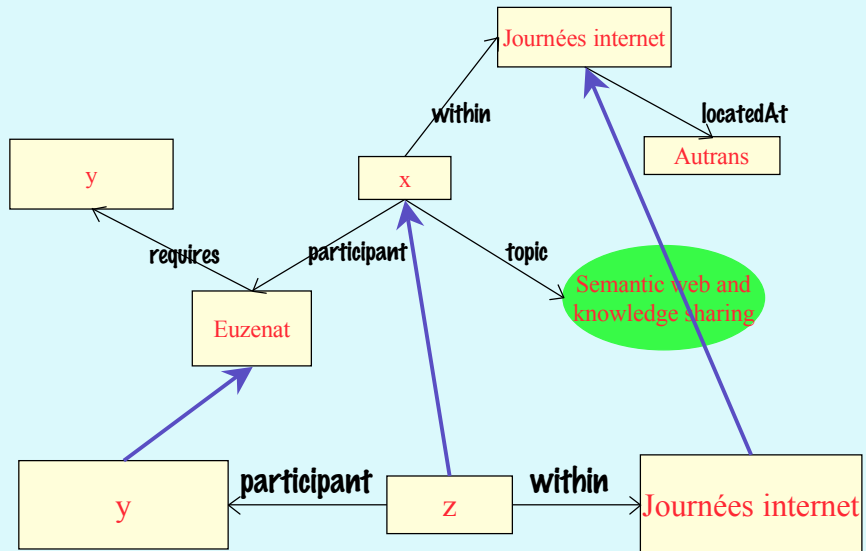 Journées internet
within
locatedAt
Autrans
y
x
requires
participant
topic
Semantic web and
knowledge sharing
Euzenat
participant
within
y
z
Journées internet